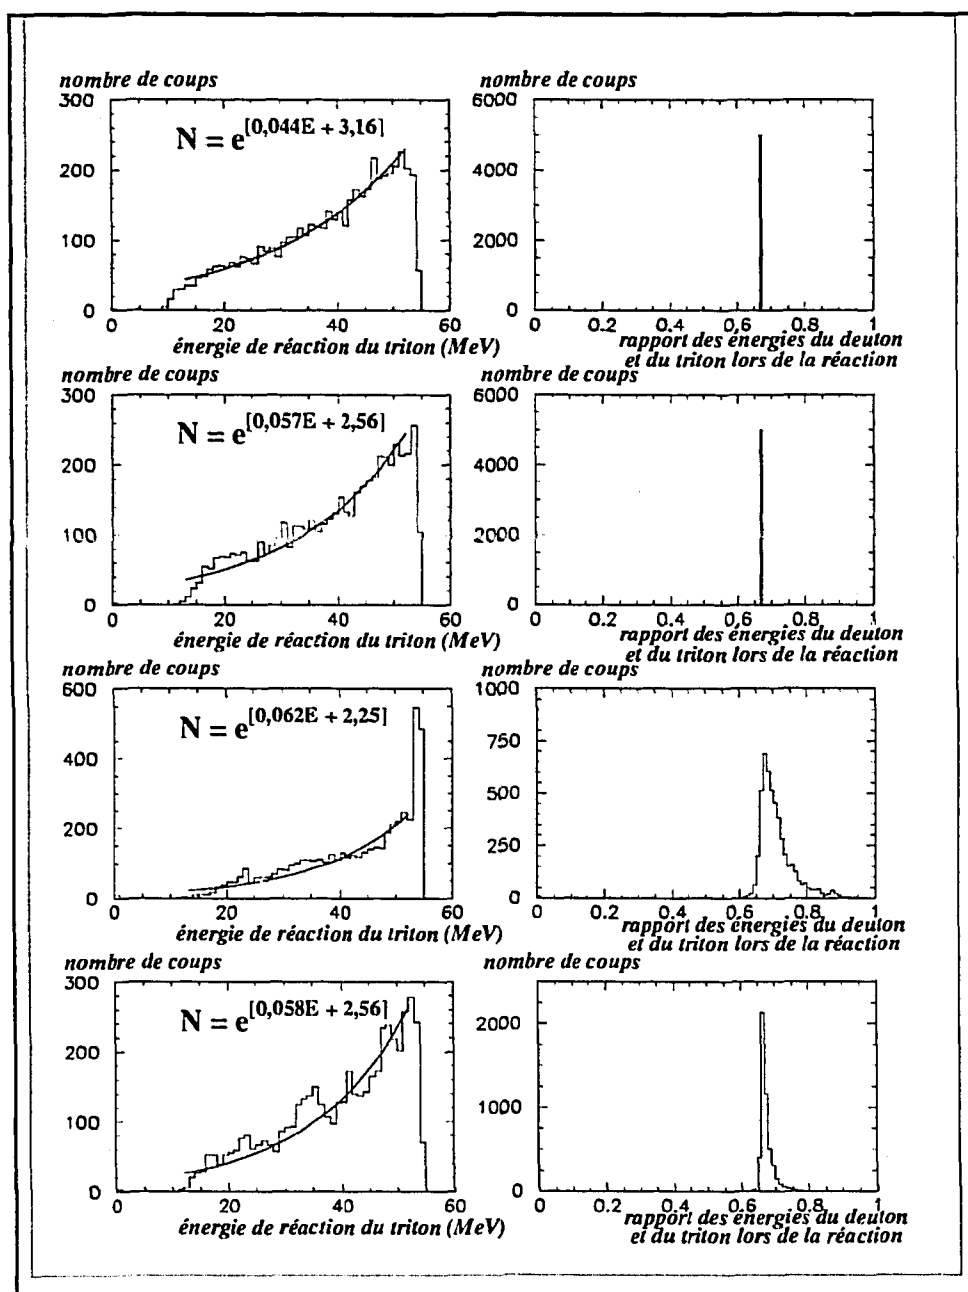 nombre de coups
300
200
100
0
N = e[0,044E + 3,16]
0 20 40 60
énergie de réaction du triton (MeV)
nombre de coups
6000
4000
2000
0
0 0.2 0.4 0.6 0.8 1
rapport des énergies du deuton
et du triton lors de la réaction
nombre de coups
300
200
100
0
N = e[0,057E + 2,56]
0 20 40 60
énergie de réaction du triton (MeV)
nombre de coups
6000
4000
2000
0
0 0.2 0.4 0.6 0.8 1
rapport des énergies du deuton
et du triton lors de la réaction
nombre de coups
600
400
200
0
N = e[0,062E + 2,25]
0 20 40 60
énergie de réaction du triton (MeV)
nombre de coups
1000
750
500
250
0
0 0.2 0.4 0.6 0.8 1
rapport des énergies du deuton
et du triton lors de la réaction
nombre de coups
300
200
100
0
N = e[0,058E + 2,56]
0 20 40 60
énergie de réaction du triton (MeV)
nombre de coups
2000
1000
0
0 0.2 0.4 0.6 0.8 1
rapport des énergies du deuton
et du triton lors de la réaction